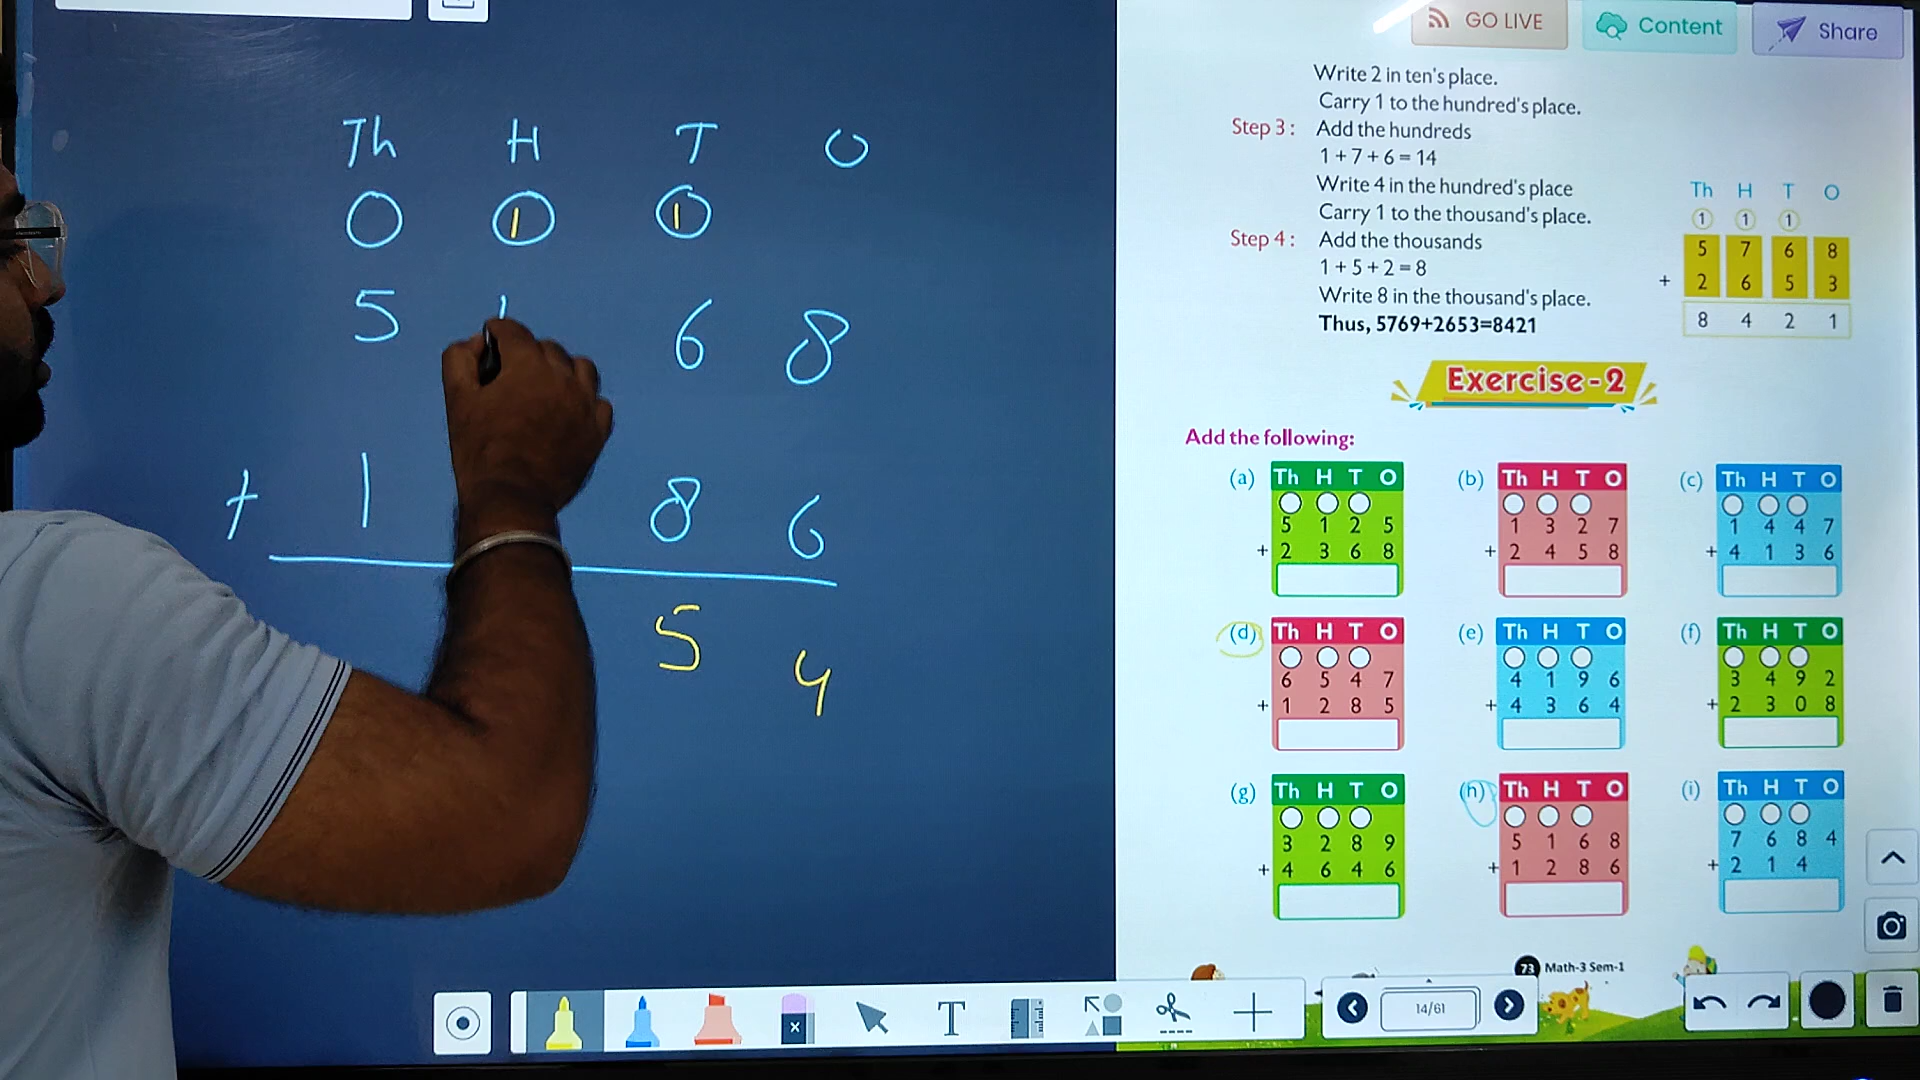 Th H T O
0 1 1
5 1 6 8
+ 1 8 6
5 4
GO LIVE
Content
Share
Write 2 in ten's place.
Carry 1 to the hundred's place.
Step 3 : Add the hundreds
1 + 7 + 6 = 14
Write 4 in the hundred's place
Carry 1 to the thousand's place.
Step 4 : Add the thousands
1 + 5 + 2 = 8
Write 8 in the thousand's place.
Thus, 5769+2653=8421
Th H T O
1 1 1
5 7 6 8
+ 2 6 5 3
8 4 2 1
Exercise-2
Add the following:
(a) Th H T O
5 1 2 5
+ 2 3 6 8
(b) Th H T O
1 3 2 7
+ 2 4 5 8
(c) Th H T O
1 4 4 7
+ 4 1 3 6
(d) Th H T O
6 5 4 7
+ 1 2 8 5
(e) Th H T O
4 1 9 6
+ 4 3 6 4
(f) Th H T O
3 4 9 2
+ 2 3 0 8
(g) Th H T O
3 2 8 9
+ 4 6 4 6
(h) Th H T O
5 1 6 8
+ 1 2 8 6
(i) Th H T O
7 6 8 4
+ 2 1 4
73 Math-3 Sem-1
T
14/61